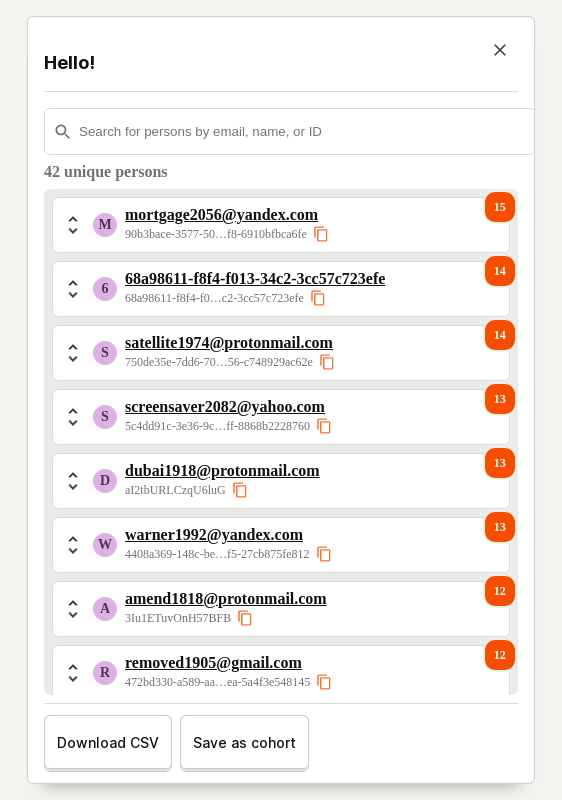 Hello!
Search for persons by email, name, or ID
42 unique persons
15
M mortgage2056@yandex.com
90b3bace-3577-50…f8-6910bfbca6fe
14
6 68a98611-f8f4-f013-34c2-3cc57c723efe
68a98611-f8f4-f0…c2-3cc57c723efe
14
S satellite1974@protonmail.com
750de35e-7dd6-70…56-c748929ac62e
13
S screensaver2082@yahoo.com
5c4dd91c-3e36-9c…ff-8868b2228760
13
D dubai1918@protonmail.com
aI2tbURLCzqU6luG
13
W warner1992@yandex.com
4408a369-148c-be…f5-27cb875fe812
12
A amend1818@protonmail.com
3Iu1ETuvOnH57BFB
12
R removed1905@gmail.com
472bd330-a589-aa…ea-5a4f3e548145
Download CSV Save as cohort